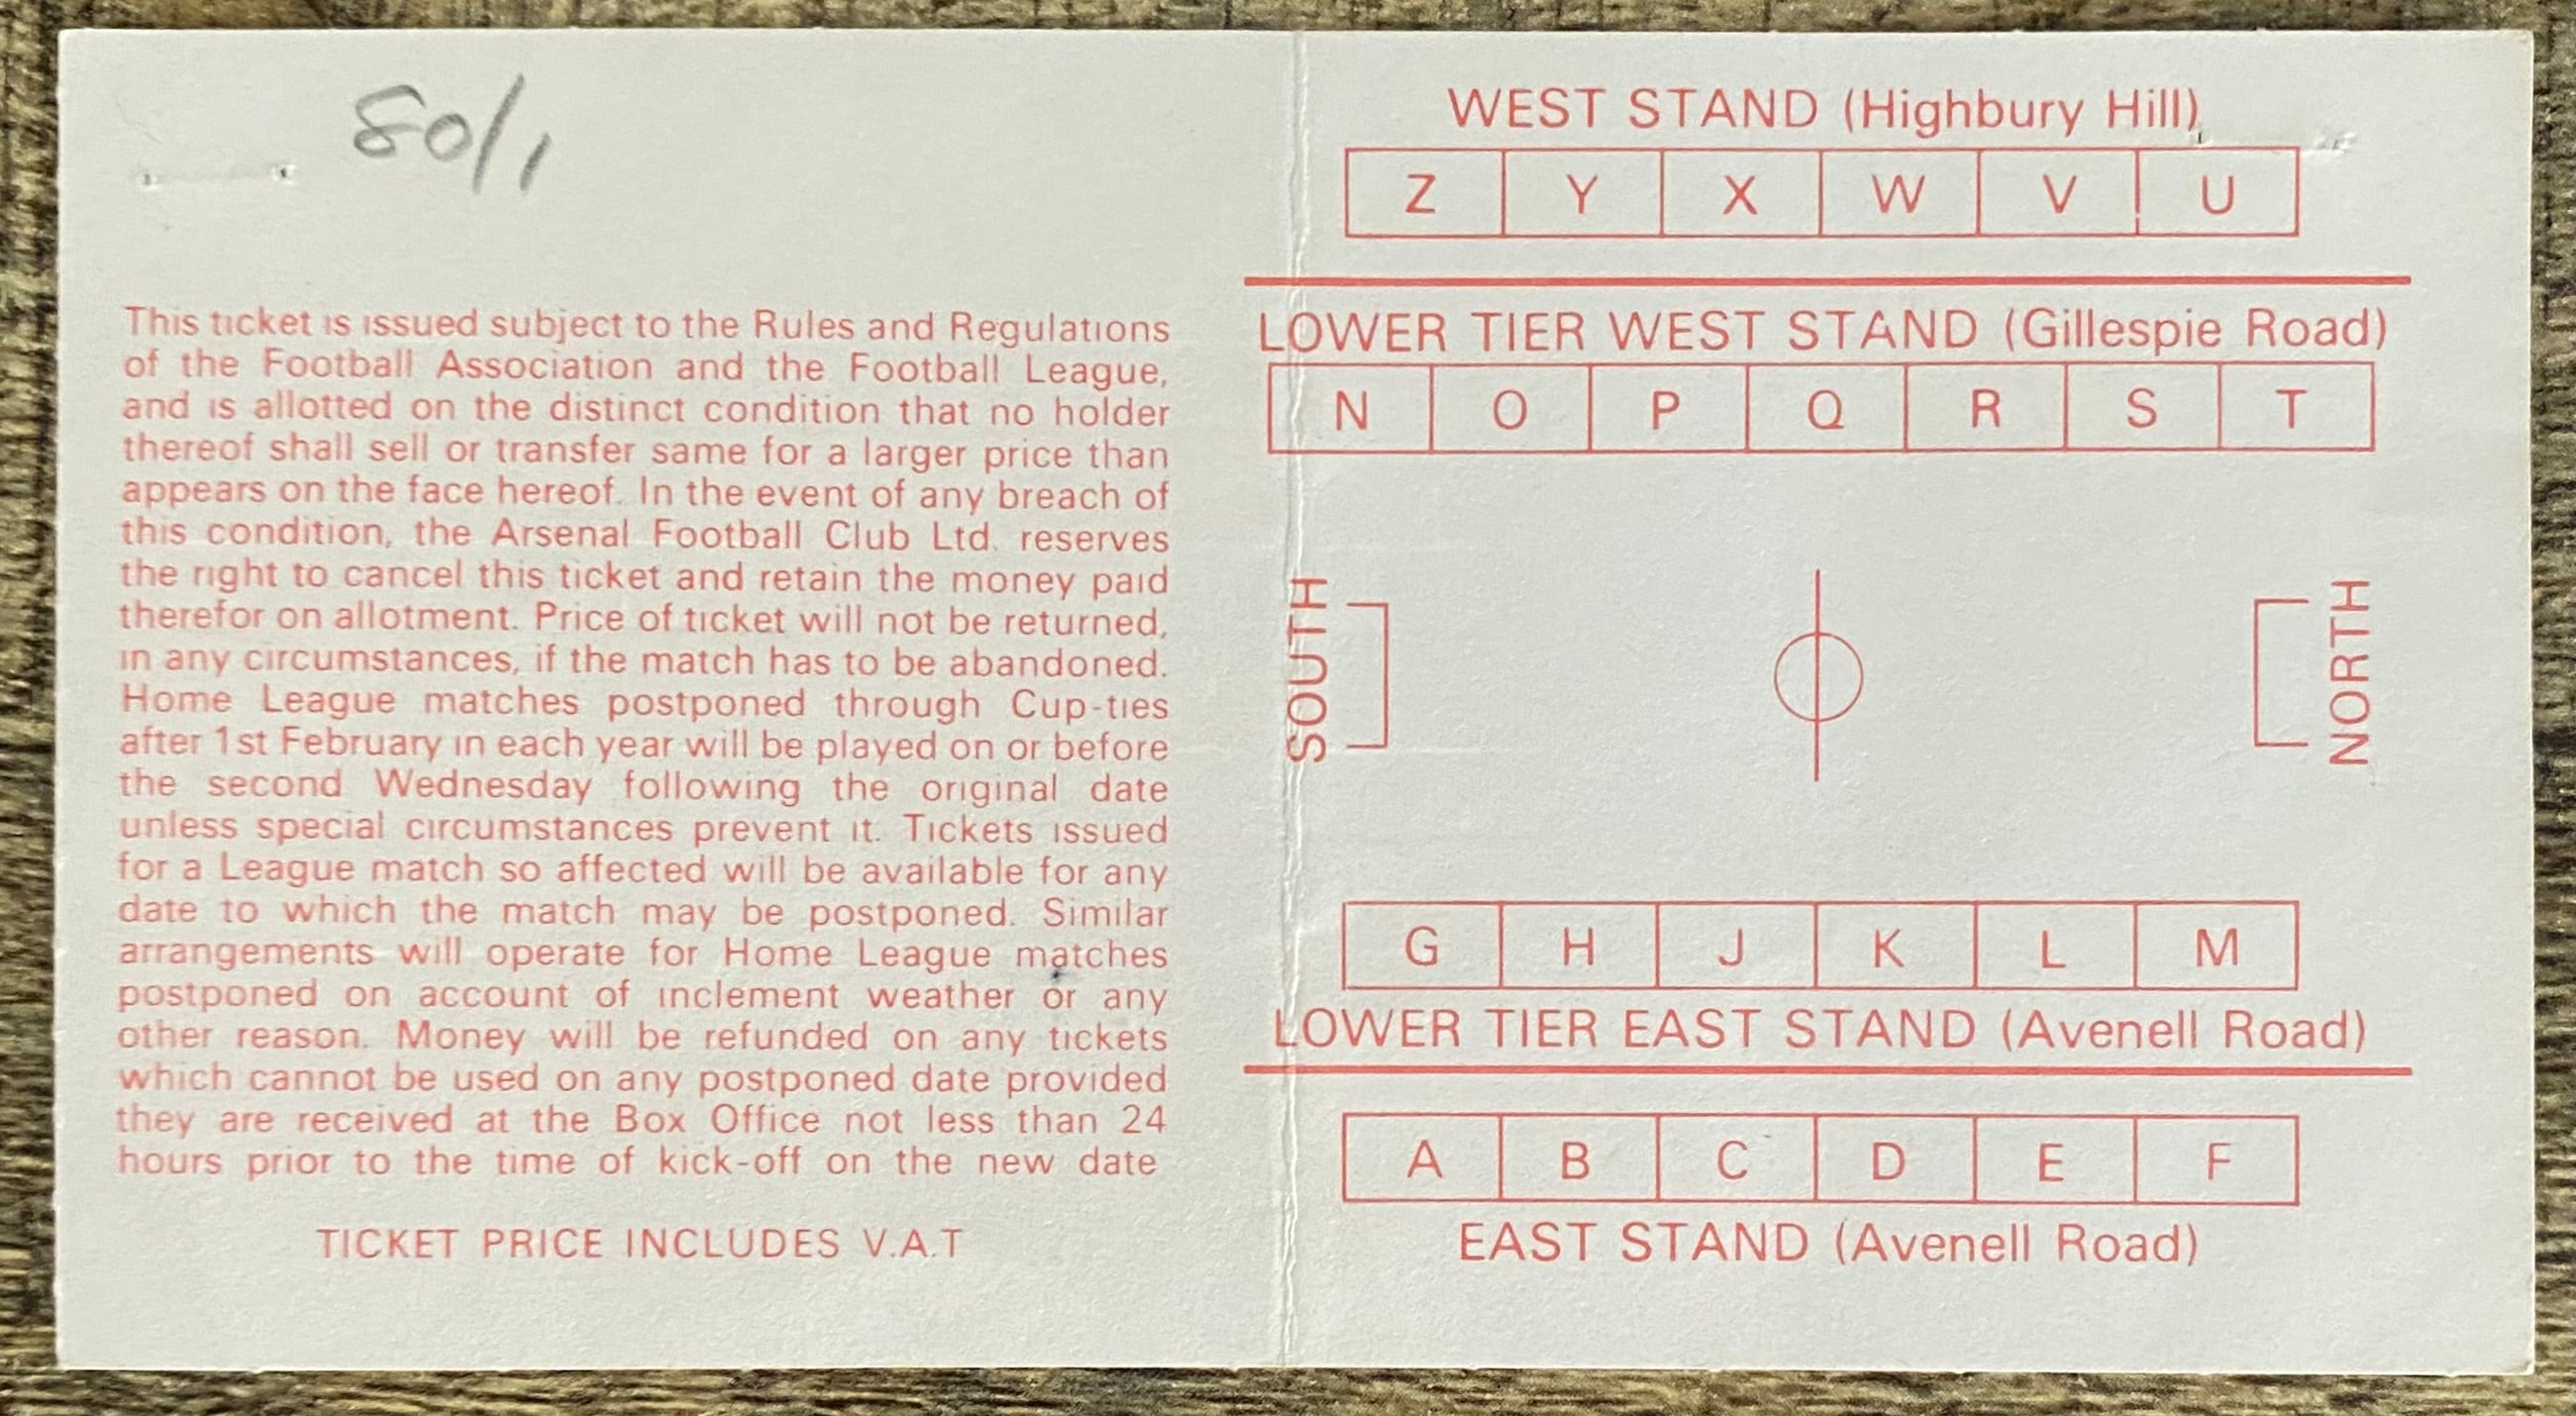 80/1
This ticket is issued subject to the Rules and Regulations
of the Football Association and the Football League,
and is allotted on the distinct condition that no holder
thereof shall sell or transfer same for a larger price than
appears on the face hereof. In the event of any breach of
this condition, the Arsenal Football Club Ltd. reserves
the right to cancel this ticket and retain the money paid
therefor on allotment. Price of ticket will not be returned,
in any circumstances, if the match has to be abandoned.
Home League matches postponed through Cup-ties
after 1st February in each year will be played on or before
the second Wednesday following the original date
unless special circumstances prevent it. Tickets issued
for a League match so affected will be available for any
date to which the match may be postponed. Similar
arrangements will operate for Home League matches
postponed on account of inclement weather or any
other reason. Money will be refunded on any tickets
which cannot be used on any postponed date provided
they are received at the Box Office not less than 24
hours prior to the time of kick-off on the new date
TICKET PRICE INCLUDES V.A.T
WEST STAND (Highbury Hill)
Z Y X W V U
LOWER TIER WEST STAND (Gillespie Road)
N O P Q R S T
SOUTH
NORTH
G H J K L M
LOWER TIER EAST STAND (Avenell Road)
A B C D E F
EAST STAND (Avenell Road)